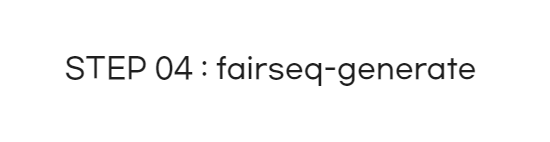 STEP 04 : fairseq-generate